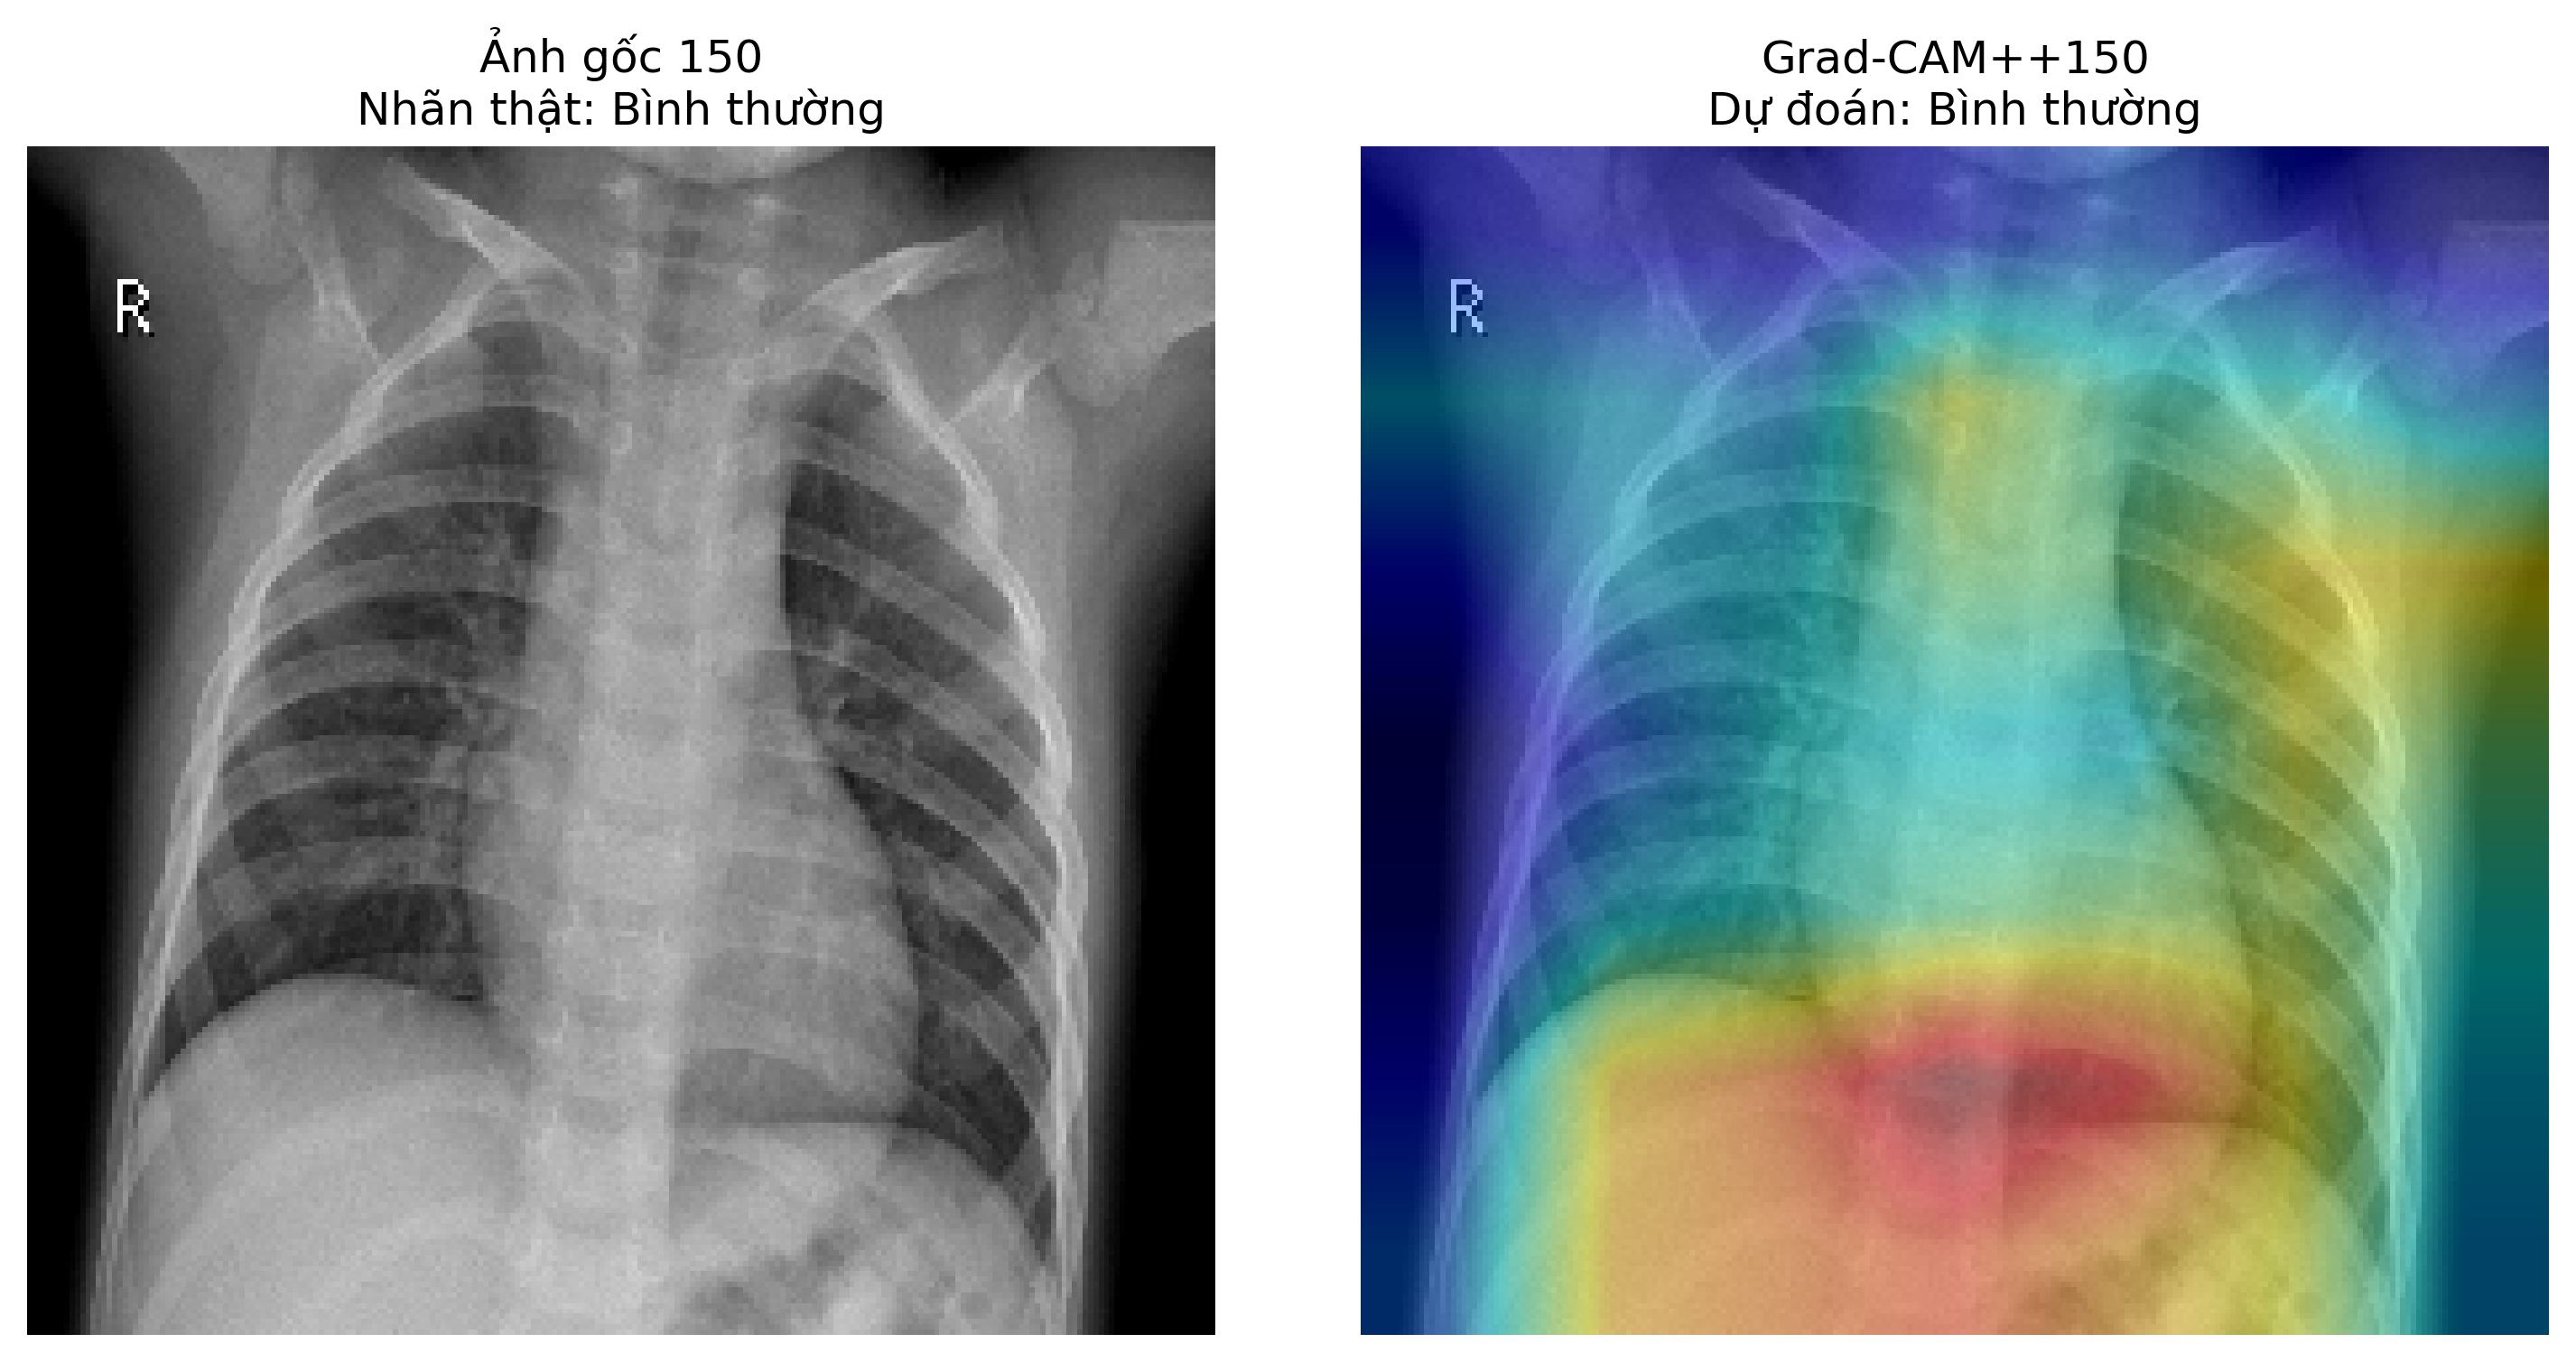 Ảnh gốc 150
Nhãn thật: Bình thường
R
Grad-CAM++150
Dự đoán: Bình thường
R